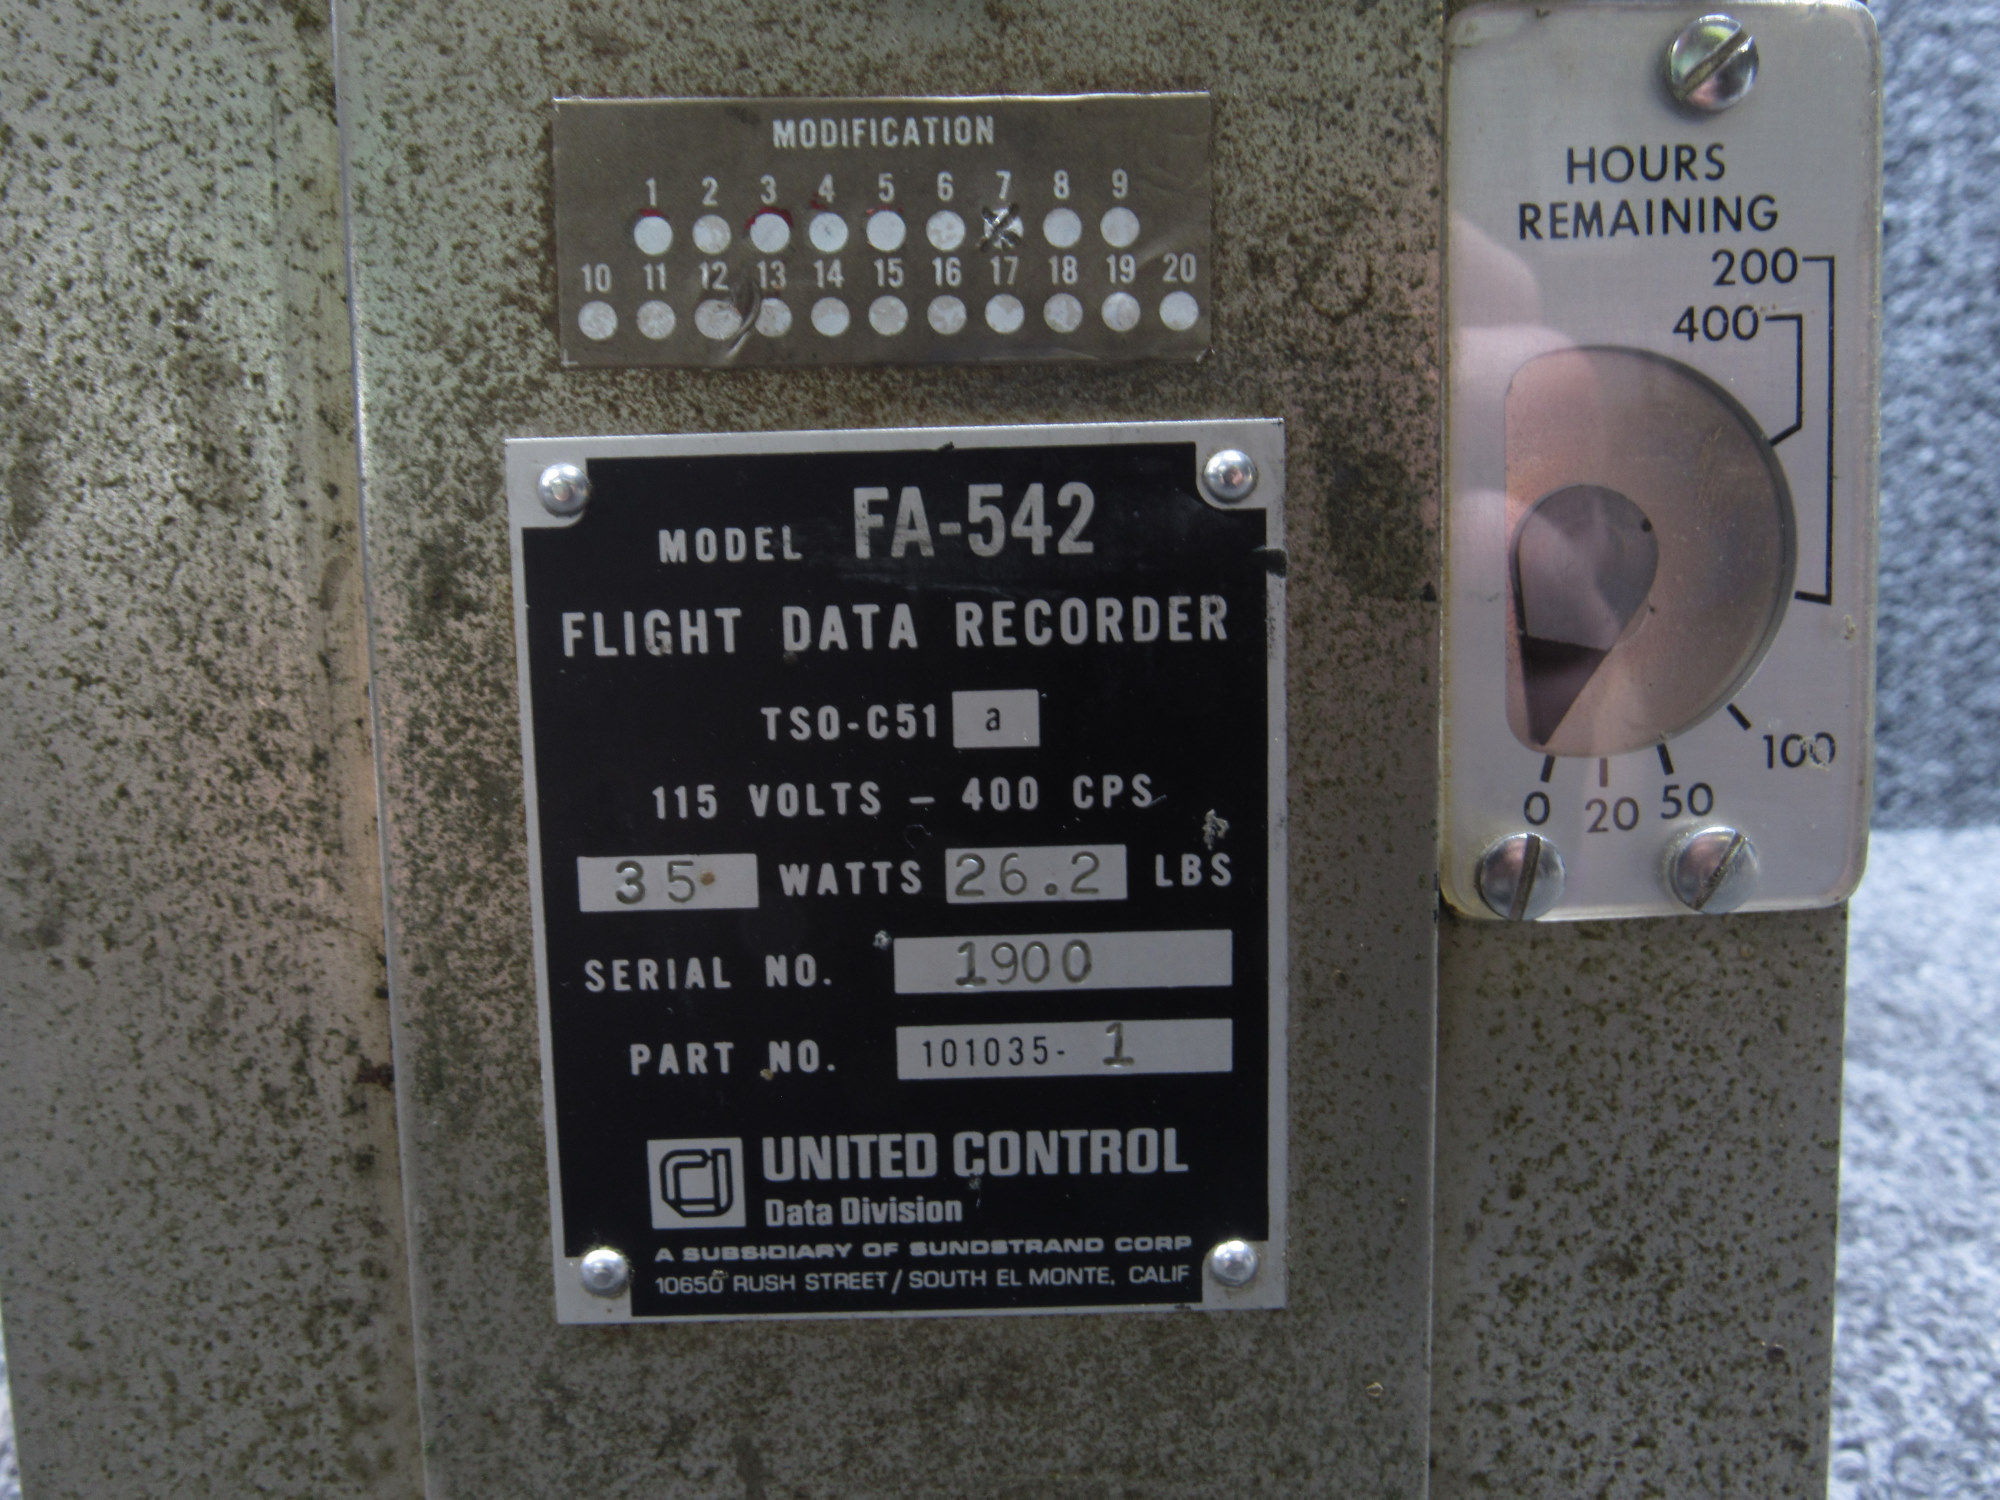 MODIFICATION
1 2 3 4 5 6 7 8 9
10 11 12 13 14 15 16 17 18 19 20
MODEL FA-542
FLIGHT DATA RECORDER
TSO-C51 a
115 VOLTS - 400 CPS
35 WATTS 26.2 LBS
SERIAL NO. 1900
PART NO. 101035- 1
UNITED CONTROL
Data Division
A SUBSIDIARY OF SUNDSTRAND CORP
10650 RUSH STREET / SOUTH EL MONTE, CALIF
HOURS
REMAINING
200
400
100
0 20 50